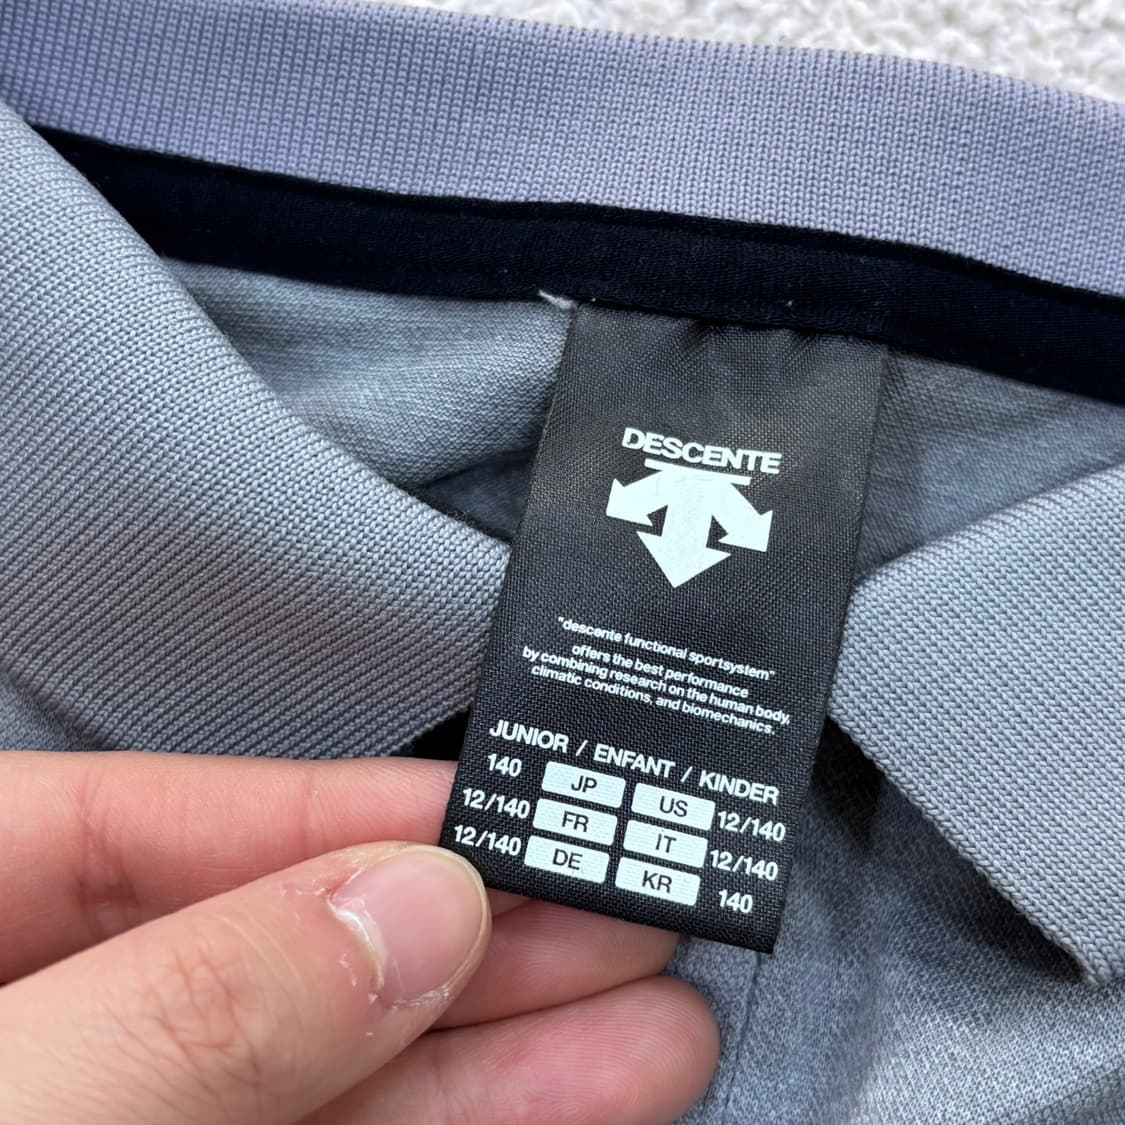 DESCENTE
"descente functional sportsystem"
offers the best performance
by combining research on the human body,
climatic conditions, and biomechanics.
JUNIOR / ENFANT / KINDER
140 JP US 12/140
12/140 FR IT 12/140
12/140 DE KR 140